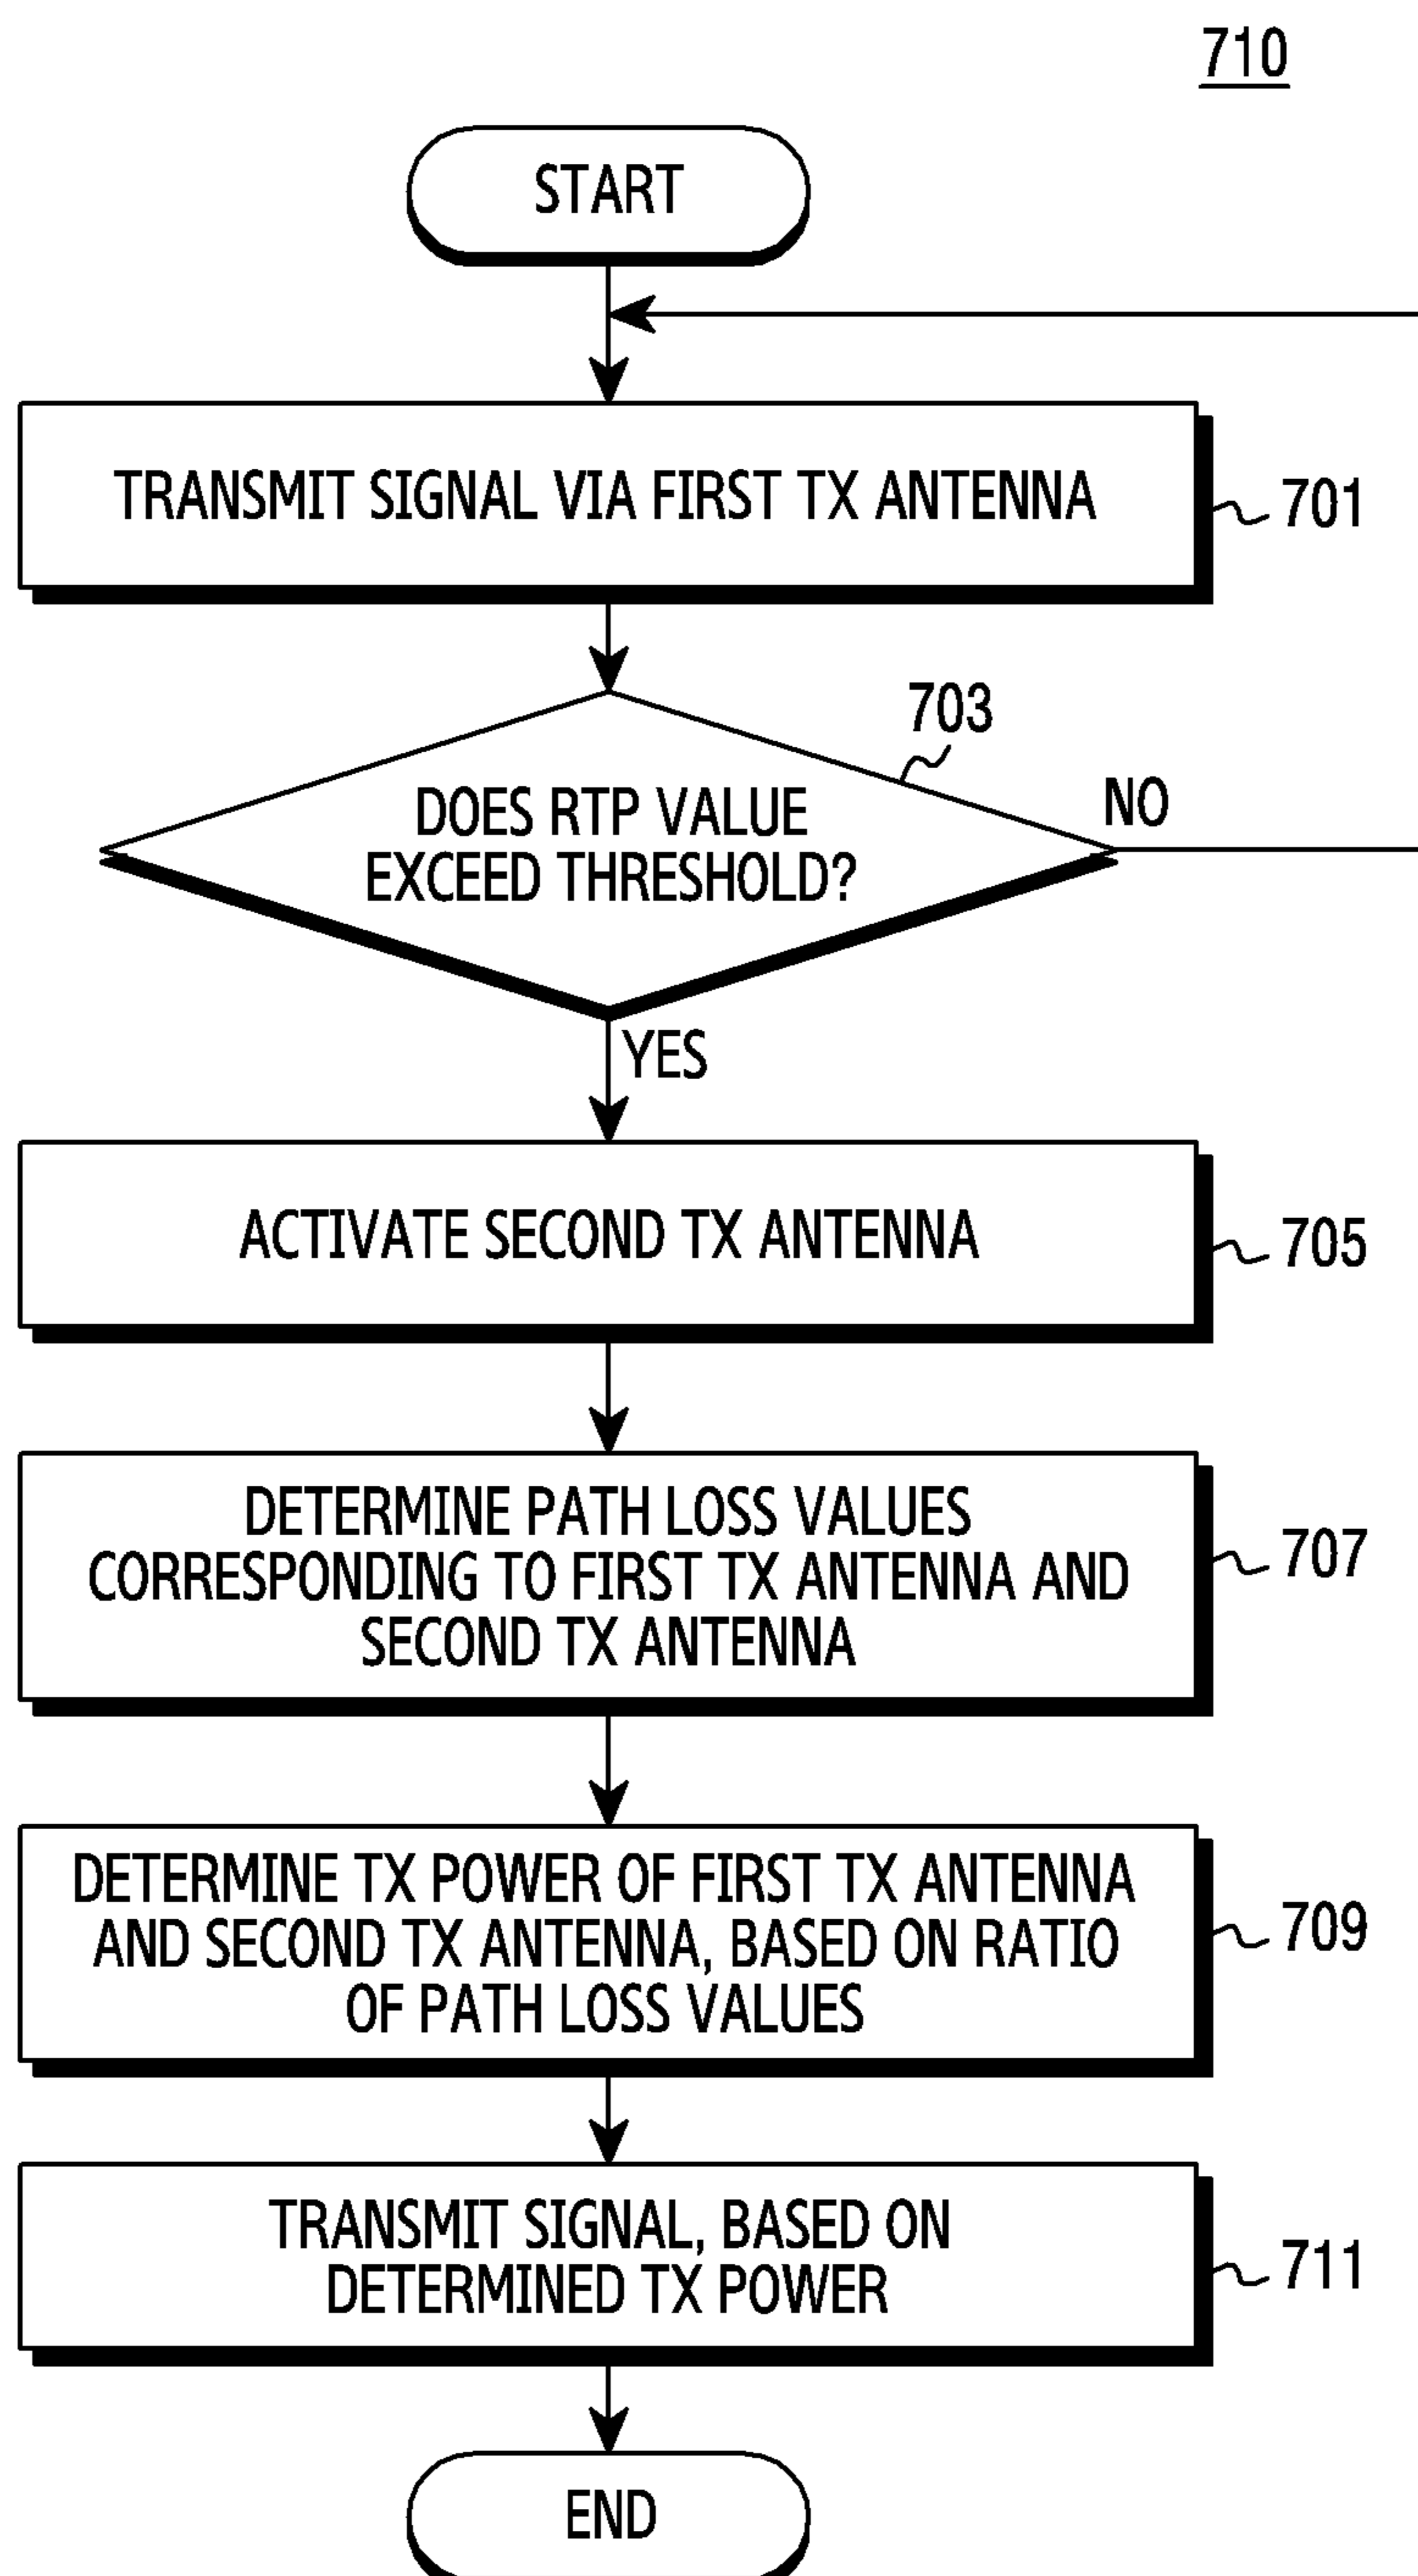 710
START
TRANSMIT SIGNAL VIA FIRST TX ANTENNA
701
703
DOES RTP VALUE
EXCEED THRESHOLD?
NO
YES
ACTIVATE SECOND TX ANTENNA
705
DETERMINE PATH LOSS VALUES
CORRESPONDING TO FIRST TX ANTENNA AND
SECOND TX ANTENNA
707
DETERMINE TX POWER OF FIRST TX ANTENNA
AND SECOND TX ANTENNA, BASED ON RATIO
OF PATH LOSS VALUES
709
TRANSMIT SIGNAL, BASED ON
DETERMINED TX POWER
711
END